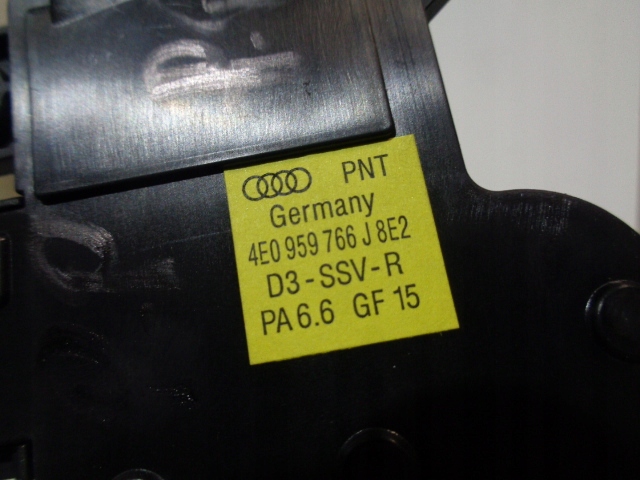 PNT
Germany
4E0 959 766 J 8E2
D3-SSV-R
PA 6.6 GF 15